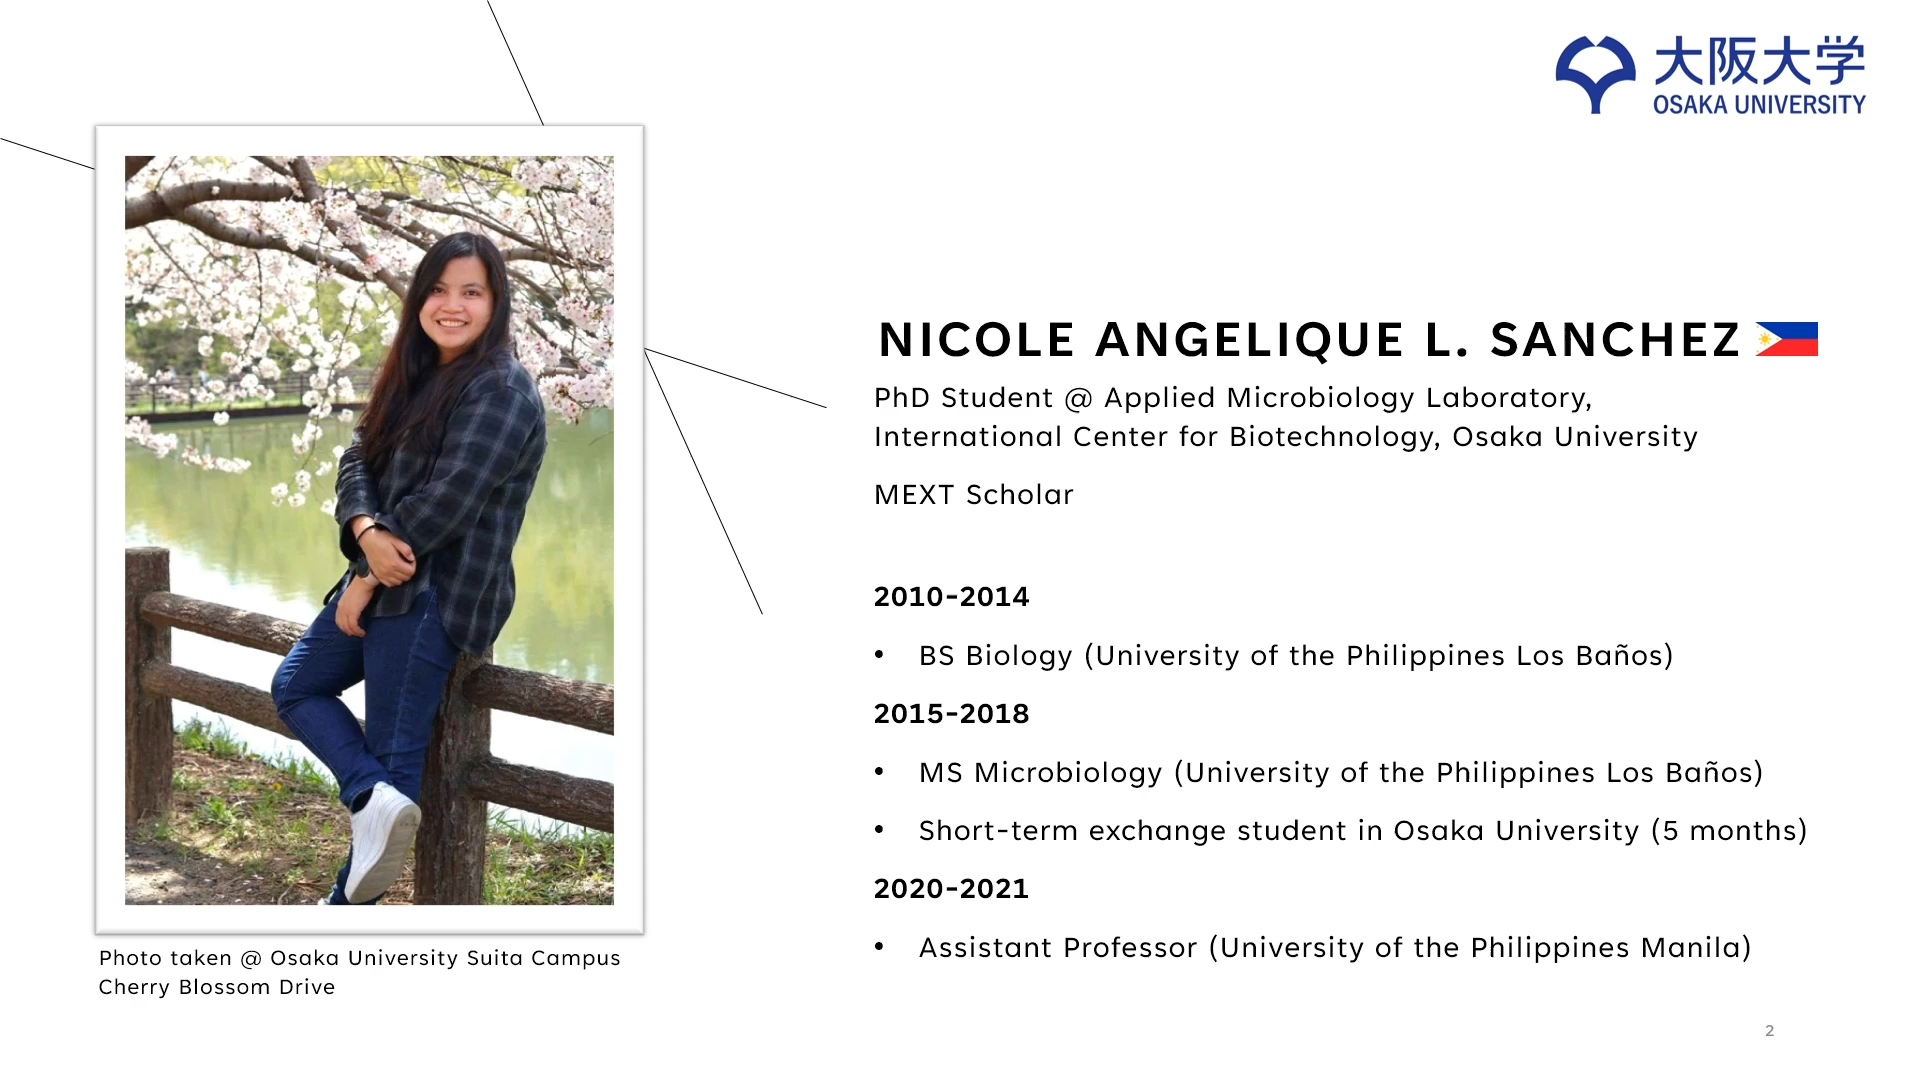 大阪大学
OSAKA UNIVERSITY
NICOLE ANGELIQUE L. SANCHEZ
PhD Student @ Applied Microbiology Laboratory,
International Center for Biotechnology, Osaka University
MEXT Scholar
2010-2014
• BS Biology (University of the Philippines Los Baños)
2015-2018
• MS Microbiology (University of the Philippines Los Baños)
• Short-term exchange student in Osaka University (5 months)
2020-2021
• Assistant Professor (University of the Philippines Manila)
Photo taken @ Osaka University Suita Campus
Cherry Blossom Drive
2